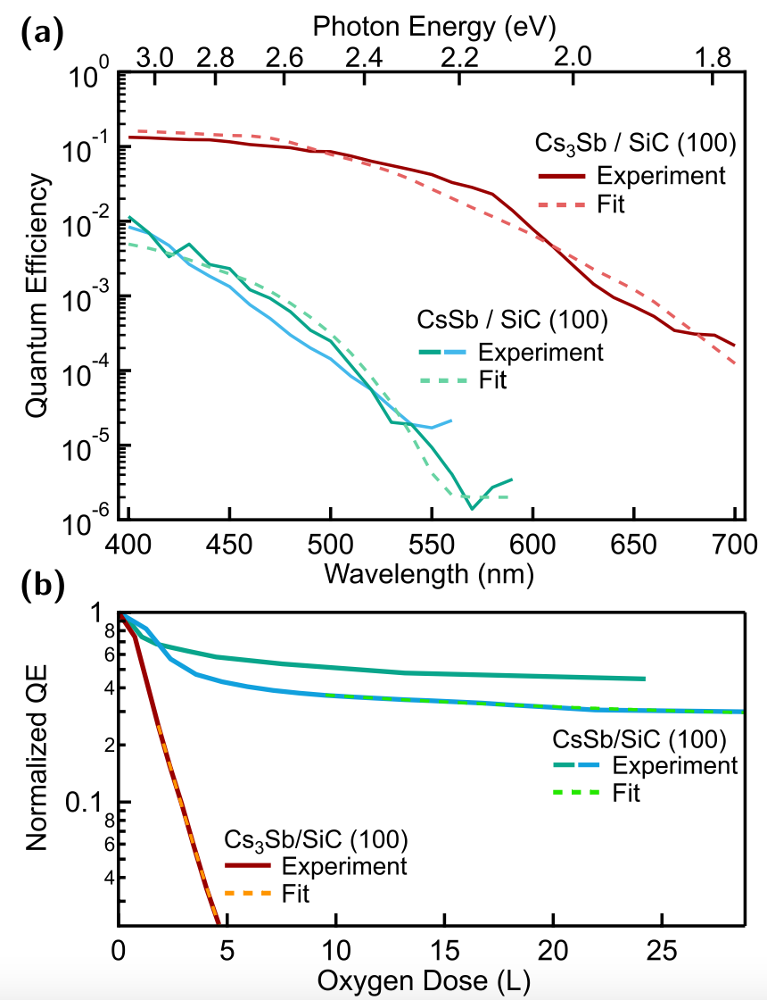 (a)
Photon Energy (eV)
3.0 2.8 2.6 2.4 2.2 2.0 1.8
10⁰
10⁻¹
10⁻²
10⁻³
10⁻⁴
10⁻⁵
10⁻⁶
Quantum Efficiency
Cs₃Sb / SiC (100)
Experiment
Fit
CsSb / SiC (100)
Experiment
Fit
400 450 500 550 600 650 700
Wavelength (nm)
(b)
1
8
6
4
2
0.1
8
6
4
Normalized QE
CsSb/SiC (100)
Experiment
Fit
Cs₃Sb/SiC (100)
Experiment
Fit
0 5 10 15 20 25
Oxygen Dose (L)